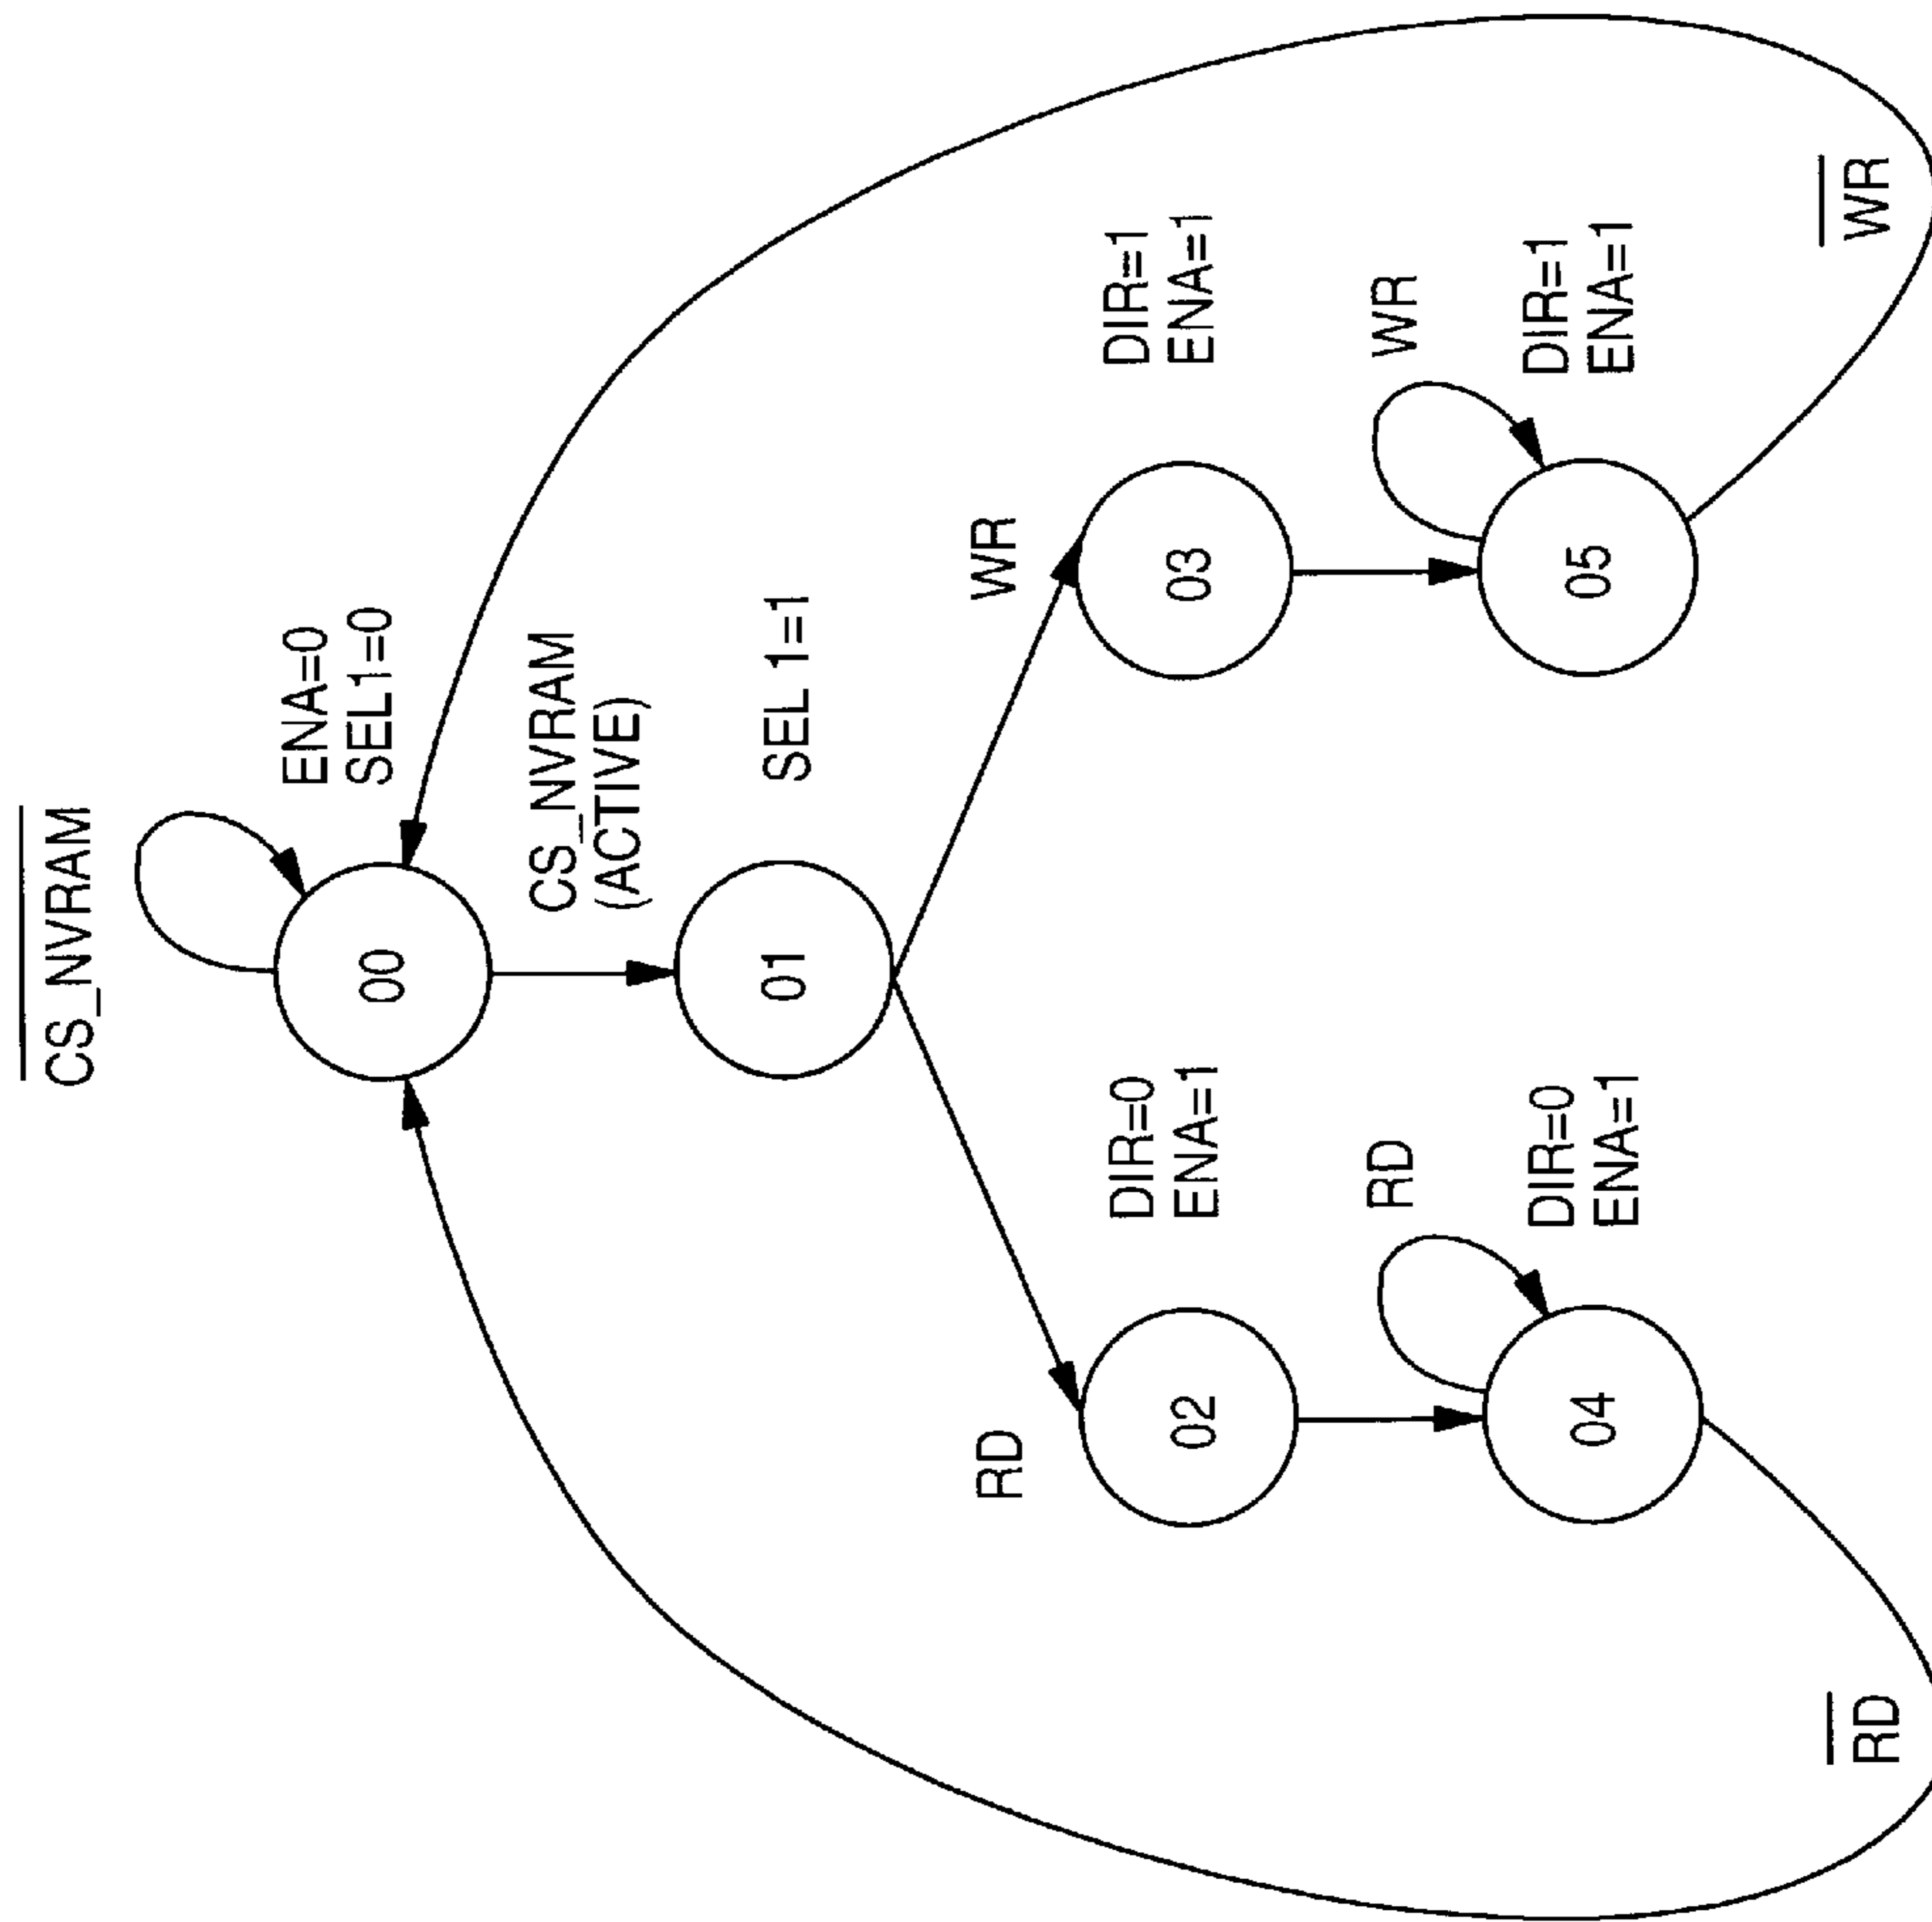 CS_NVRAM
ENA=0
SEL1=0
00
CS_NVRAM
(ACTIVE)
SEL 1=1
01
RD
WR
DIR=0
ENA=1
02
DIR=1
ENA=1
03
RD
DIR=0
ENA=1
04
WR
DIR=1
ENA=1
05
RD
WR